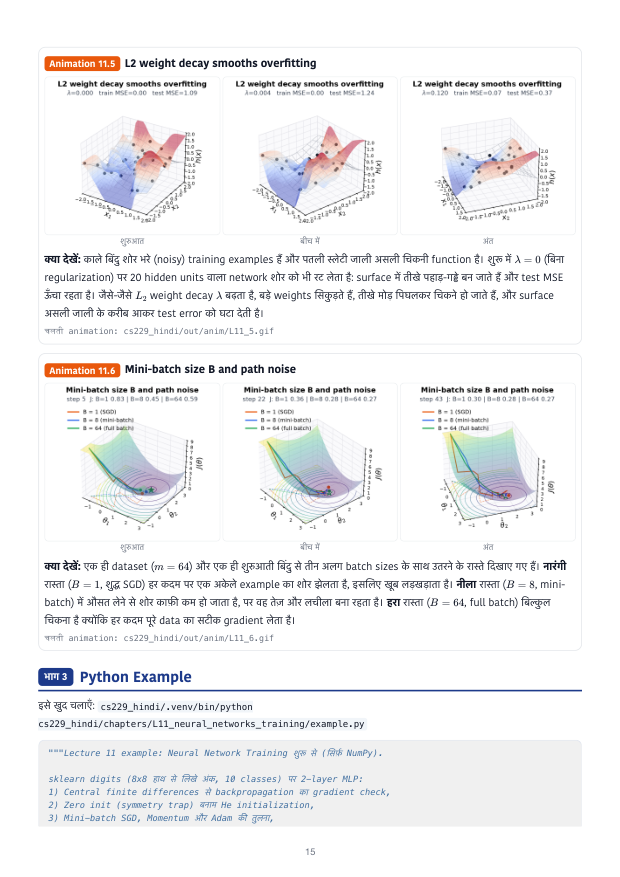 Animation 11.5 L2 weight decay smooths overfitting
L2 weight decay smooths overfitting
λ=0.000 train MSE=0.00 test MSE=1.09
L2 weight decay smooths overfitting
λ=0.004 train MSE=0.00 test MSE=1.24
L2 weight decay smooths overfitting
λ=0.120 train MSE=0.07 test MSE=0.37
शुरुआत
बीच में
अंत
क्या देखें: काले बिंदु शोर भरे (noisy) training examples हैं और पतली स्लेटी जाली असली चिकनी function है। शुरू में λ = 0 (बिना
regularization) पर 20 hidden units वाला network शोर को भी रट लेता है: surface में तीखे पहाड़-गड्ढे बन जाते हैं और test MSE
ऊँचा रहता है। जैसे-जैसे L₂ weight decay λ बढ़ता है, बड़े weights सिकुड़ते हैं, तीखे मोड़ पिघलकर चिकने हो जाते हैं, और surface
असली जाली के करीब आकर test error को घटा देती है।
चलती animation: cs229_hindi/out/anim/L11_5.gif
Animation 11.6 Mini-batch size B and path noise
Mini-batch size B and path noise
step 5 J: B=1 0.83 | B=8 0.45 | B=64 0.59
B = 1 (SGD)
B = 8 (mini-batch)
B = 64 (full batch)
Mini-batch size B and path noise
step 22 J: B=1 0.36 | B=8 0.28 | B=64 0.27
B = 1 (SGD)
B = 8 (mini-batch)
B = 64 (full batch)
Mini-batch size B and path noise
step 43 J: B=1 0.30 | B=8 0.28 | B=64 0.27
B = 1 (SGD)
B = 8 (mini-batch)
B = 64 (full batch)
शुरुआत
बीच में
अंत
क्या देखें: एक ही dataset (m = 64) और एक ही शुरुआती बिंदु से तीन अलग batch sizes के साथ उतरने के रास्ते दिखाए गए हैं। नारंगी
रास्ता (B = 1, शुद्ध SGD) हर कदम पर एक अकेले example का शोर झेलता है, इसलिए खूब लड़खड़ाता है। नीला रास्ता (B = 8, mini-
batch) में औसत लेने से शोर काफ़ी कम हो जाता है, पर वह तेज़ और लचीला बना रहता है। हरा रास्ता (B = 64, full batch) बिल्कुल
चिकना है क्योंकि हर कदम पूरे data का सटीक gradient लेता है।
चलती animation: cs229_hindi/out/anim/L11_6.gif
भाग 3 Python Example
इसे खुद चलाएँ: cs229_hindi/.venv/bin/python
cs229_hindi/chapters/L11_neural_networks_training/example.py
"""Lecture 11 example: Neural Network Training शुरू से (सिर्फ़ NumPy).
sklearn digits (8x8 हाथ से लिखे अंक, 10 classes) पर 2-layer MLP:
1) Central finite differences से backpropagation का gradient check,
2) Zero init (symmetry trap) बनाम He initialization,
3) Mini-batch SGD, Momentum और Adam की तुलना,
15